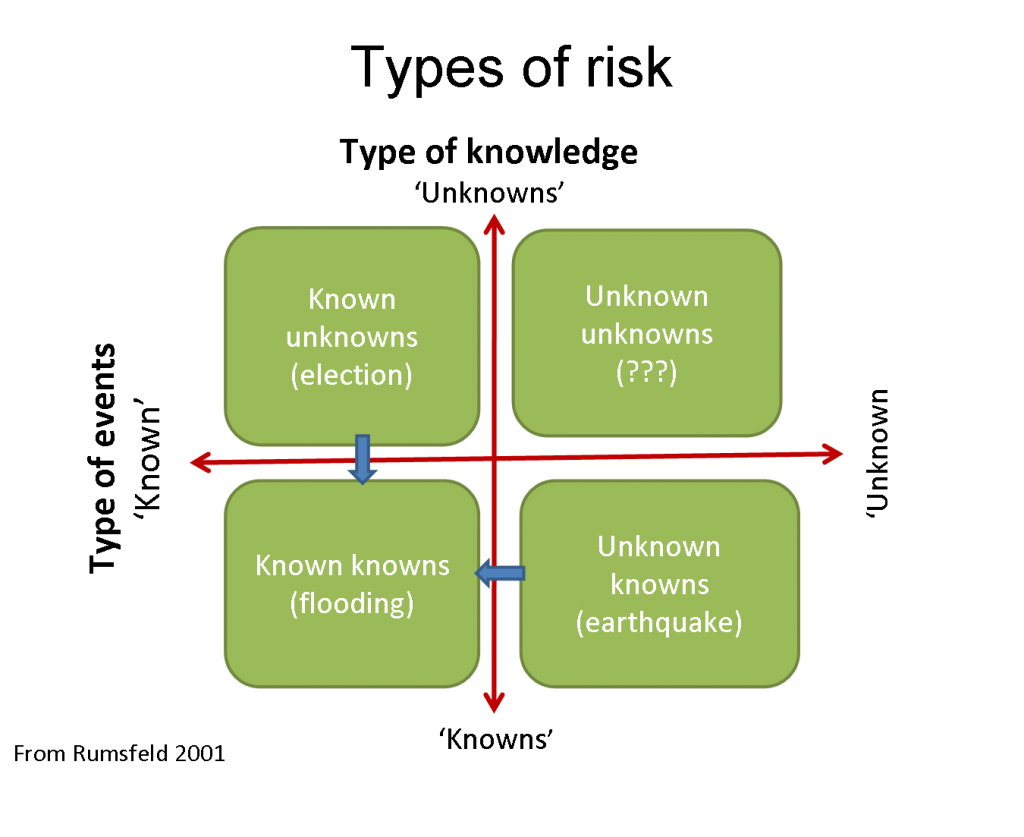 Types of risk
Type of knowledge
‘Unknowns’
Known
unknowns
(election)
Unknown
unknowns
(???)
Type of events
‘Known’
‘Unknown
Known knowns
(flooding)
Unknown
knowns
(earthquake)
‘Knowns’
From Rumsfeld 2001